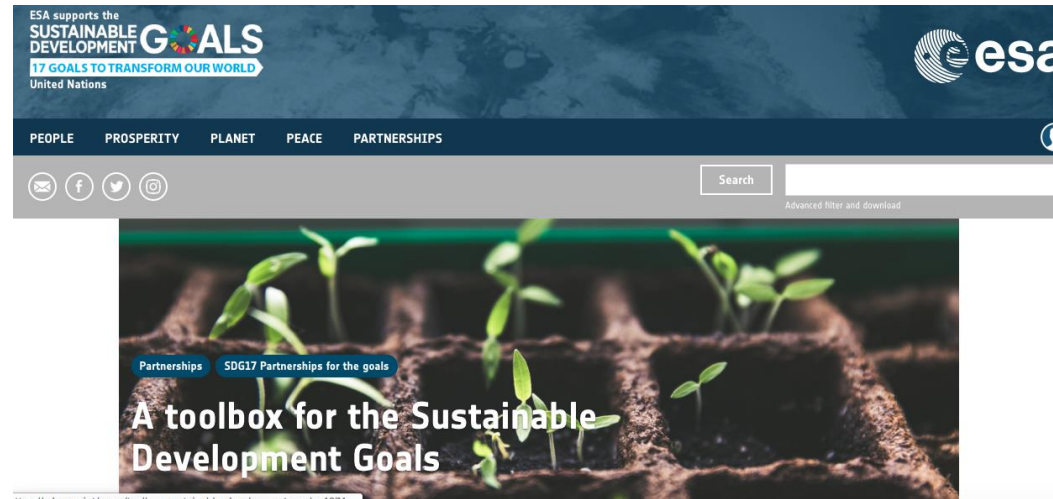 ESA supports the
SUSTAINABLE
DEVELOPMENT GOALS
17 GOALS TO TRANSFORM OUR WORLD
United Nations
esa
PEOPLE PROSPERITY PLANET PEACE PARTNERSHIPS
Search
Advanced filter and download
Partnerships SDG17 Partnerships for the goals
A toolbox for the Sustainable
Development Goals